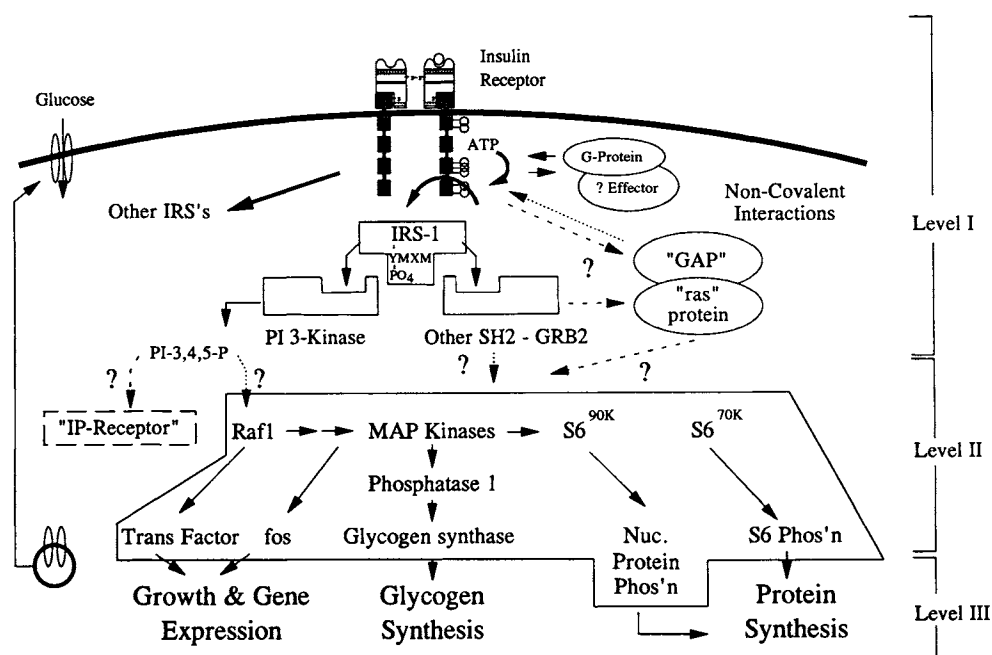 Insulin
Receptor
Glucose
ATP
G-Protein
? Effector
Non-Covalent
Interactions
Other IRS's
Level I
IRS-1
YMXM
PO4
?
"GAP"
"ras"
protein
PI 3-Kinase
Other SH2 - GRB2
PI-3,4,5-P
?
?
?
?
"IP-Receptor"
Raf1
MAP Kinases
S6 90K
S6 70K
Level II
Phosphatase 1
Trans Factor
fos
Glycogen synthase
Nuc.
Protein
Phos'n
S6 Phos'n
Growth & Gene
Expression
Glycogen
Synthesis
Protein
Synthesis
Level III